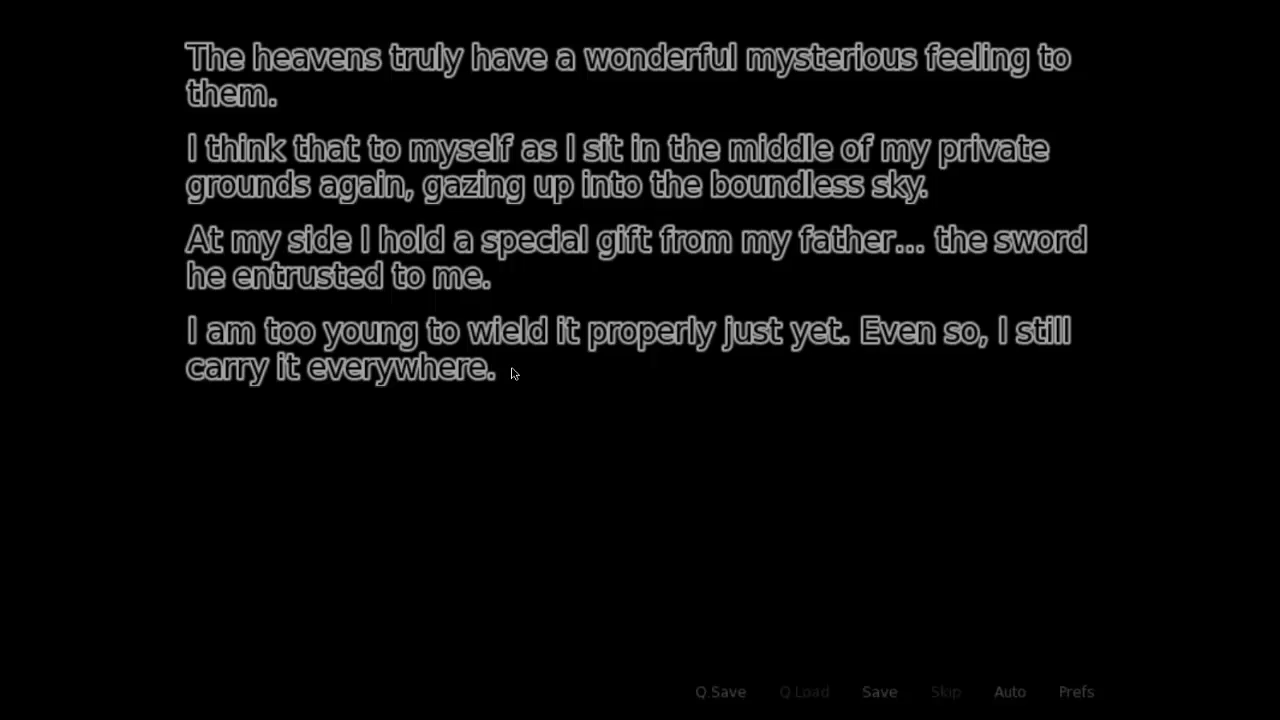 The heavens truly have a wonderful mysterious feeling to
them.
I think that to myself as I sit in the middle of my private
grounds again, gazing up into the boundless sky.
At my side I hold a special gift from my father... the sword
he entrusted to me.
I am too young to wield it properly just yet. Even so, I still
carry it everywhere.
Q.Save Q.Load Save Skip Auto Prefs